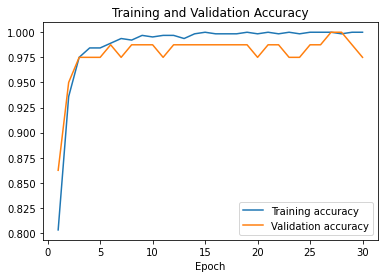 Training and Validation Accuracy
1.000
0.975
0.950
0.925
0.900
0.875
0.850
0.825
0.800
Training accuracy
Validation accuracy
0 5 10 15 20 25 30
Epoch